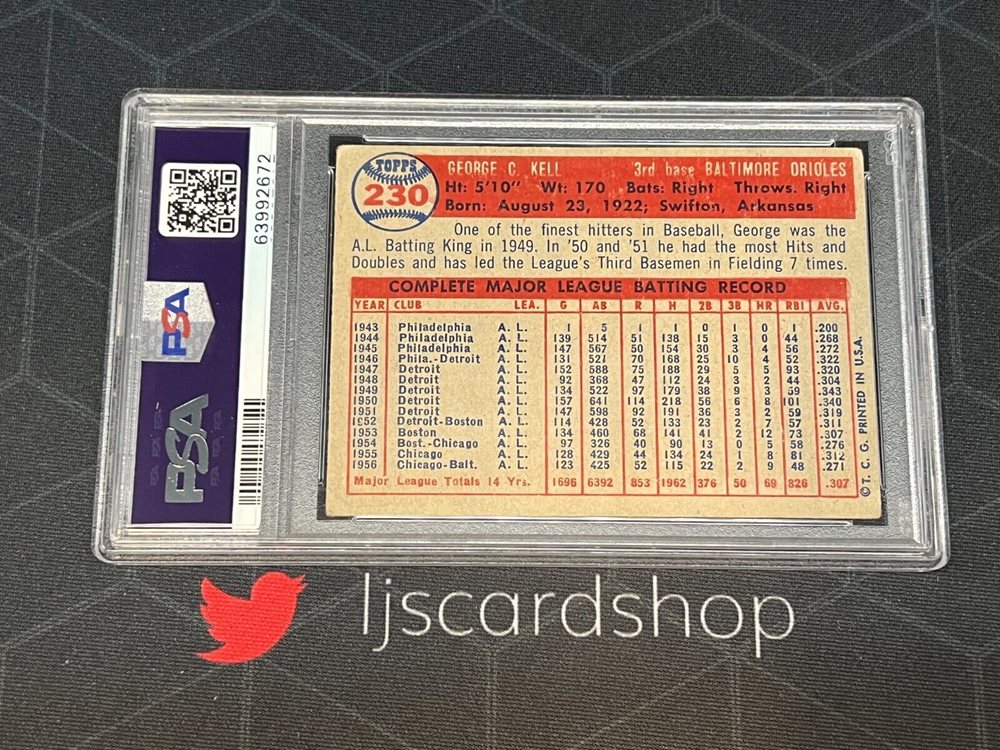 63992672
PSA
PSA
TOPPS
230
GEORGE C. KELL 3rd base BALTIMORE ORIOLES
Ht: 5'10" Wt: 170 Bats: Right Throws: Right
Born: August 23, 1922; Swifton, Arkansas
One of the finest hitters in Baseball, George was the
A.L. Batting King in 1949. In '50 and '51 he had the most Hits and
Doubles and has led the League's Third Basemen in Fielding 7 times.
COMPLETE MAJOR LEAGUE BATTING RECORD
YEAR CLUB LEA. G AB R H 2B 3B HR RBI AVG.
1943 Philadelphia A. L. 1 5 1 1 0 1 0 1 .200
1944 Philadelphia A. L. 139 514 51 138 15 3 0 44 .268
1945 Philadelphia A. L. 147 567 50 154 30 3 4 56 .272
1946 Phila.-Detroit A. L. 131 521 70 168 25 10 4 52 .322
1947 Detroit A. L. 152 588 75 188 29 5 5 93 .320
1948 Detroit A. L. 92 368 47 112 24 3 2 44 .304
1949 Detroit A. L. 134 522 97 179 38 9 3 59 .343
1950 Detroit A. L. 157 641 114 218 56 6 8 101 .340
1951 Detroit A. L. 147 598 92 191 36 3 2 59 .319
1952 Detroit-Boston A. L. 114 428 52 133 23 2 7 57 .311
1953 Boston A. L. 134 460 68 141 41 2 12 73 .307
1954 Bost.-Chicago A. L. 97 326 40 90 13 0 5 58 .276
1955 Chicago A. L. 128 429 44 134 24 1 8 81 .312
1956 Chicago-Balt. A. L. 123 425 52 115 22 2 9 48 .271
Major League Totals 14 Yrs. 1696 6392 853 1962 376 50 69 826 .307
© T. C. G. PRINTED IN U.S.A.
ljscardshop